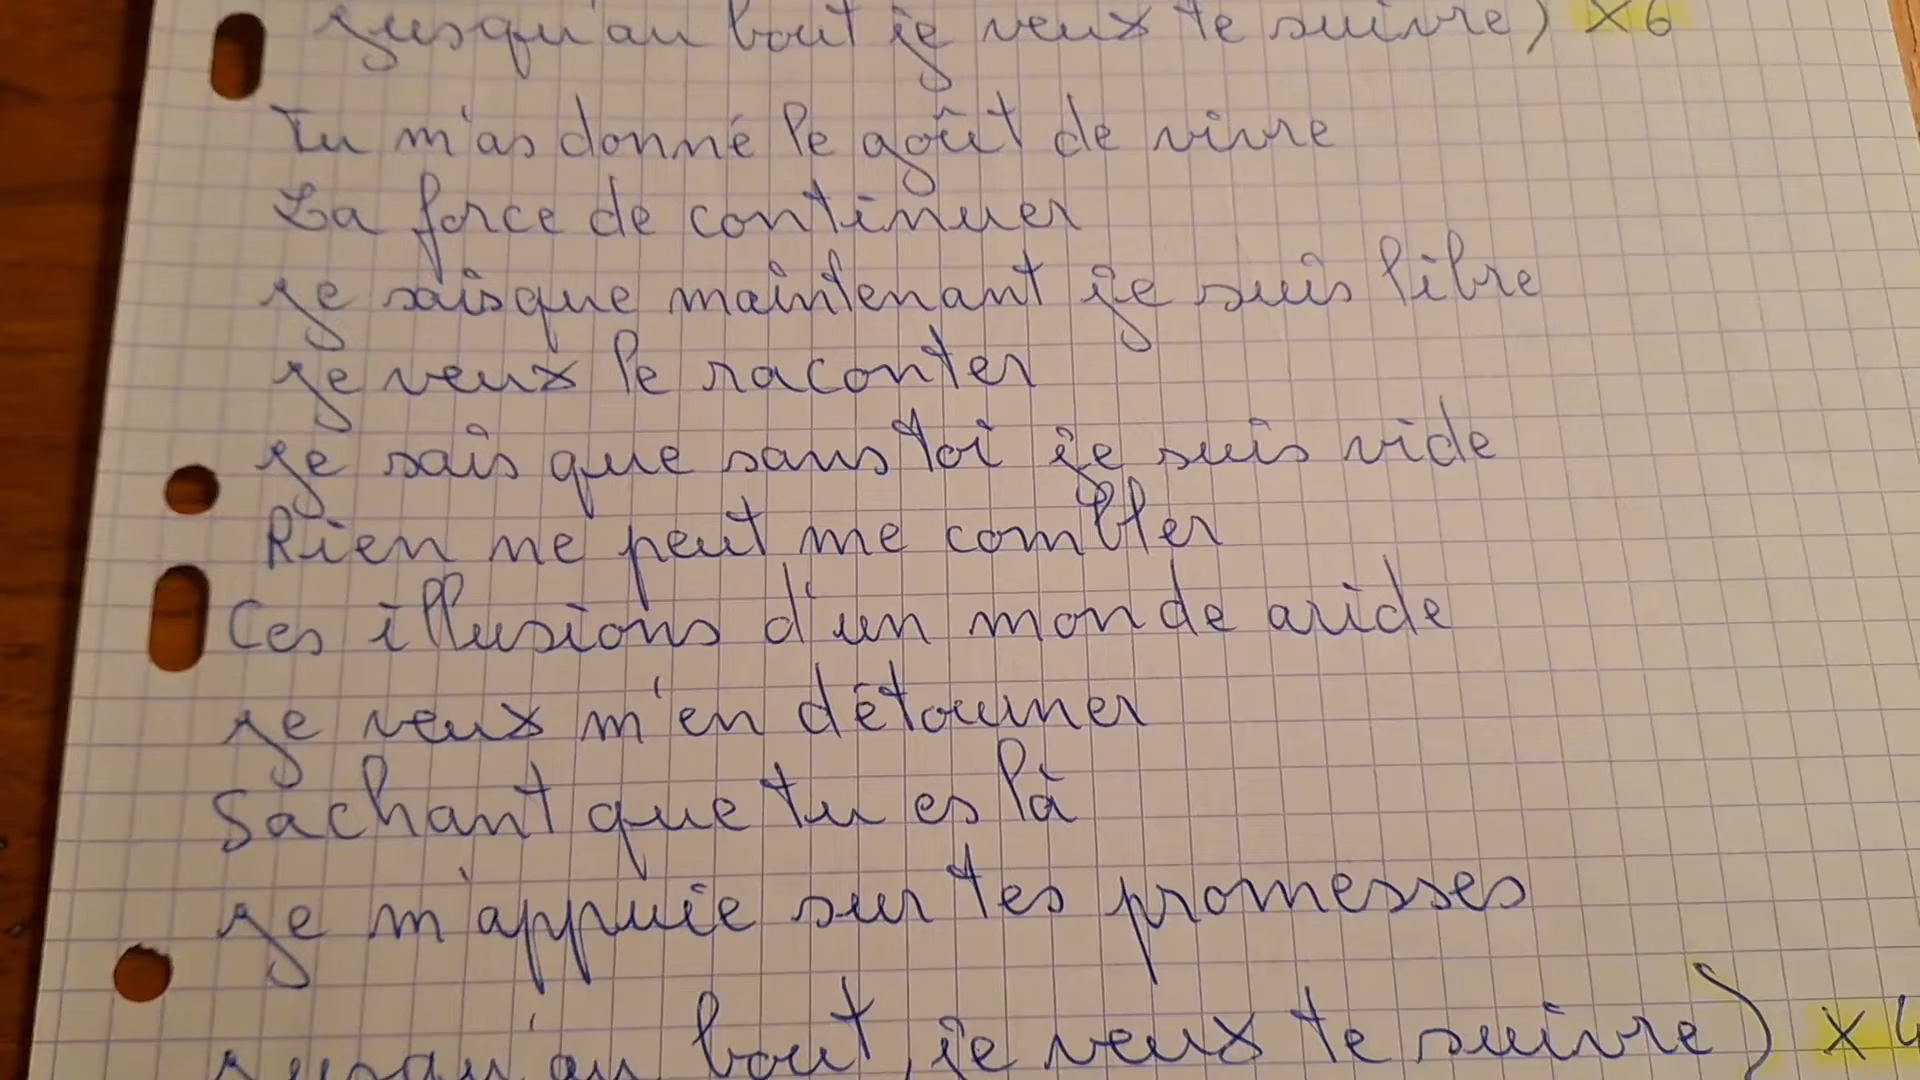 Jusqu'au bout je veux te suivre) x6
Tu m'as donné le goût de vivre
La force de continuer
Je sais que maintenant je suis libre
Je veux le raconter
Je sais que sans toi je suis vide
Rien ne peut me combler
Ces illusions d'un monde aride
Je veux m'en détourner
Sachant que tu es là
Je m'appuie sur tes promesses
Jusqu'au bout, je veux te suivre) x4